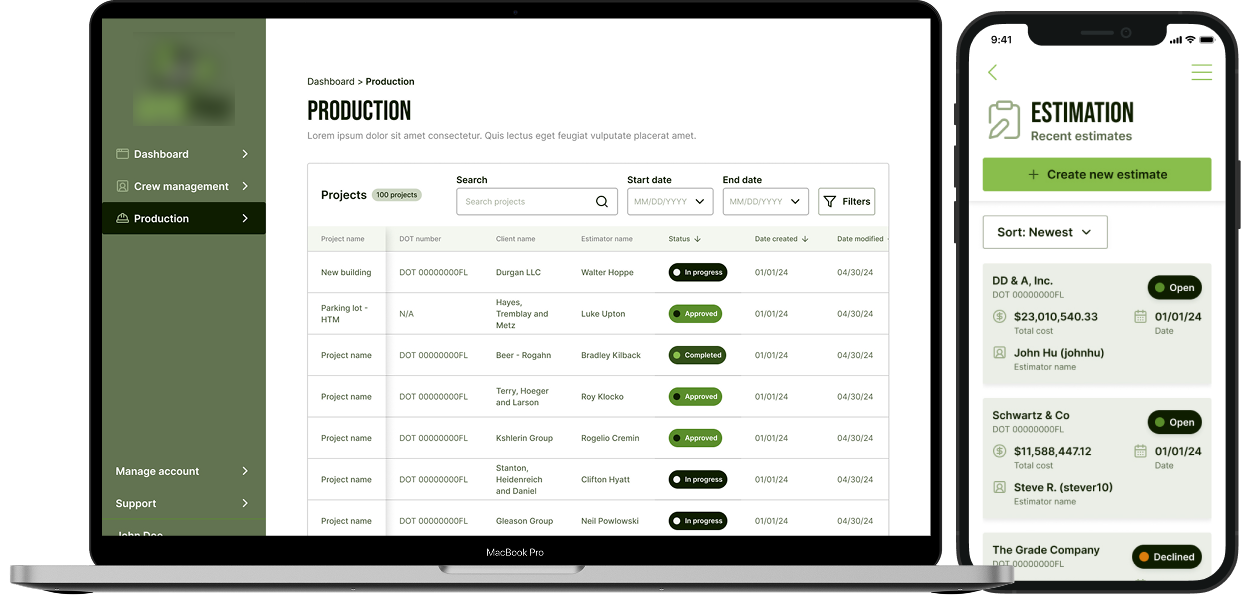 Dashboard
Crew management
Production
Manage account
Support
John Doe
Dashboard > Production
PRODUCTION
Lorem ipsum dolor sit amet consectetur. Quis lectus eget feugiat vulputate placerat amet.
Projects 100 projects
Search
Search projects
Start date
MM/DD/YYYY
End date
MM/DD/YYYY
Filters
Project name DOT number Client name Estimator name Status Date created Date modified
New building DOT 00000000FL Durgan LLC Walter Hoppe In progress 01/01/24 04/30/24
Parking lot -
HTM
N/A
Hayes,
Tremblay and
Metz
Luke Upton Approved 01/01/24 04/30/24
Project name DOT 00000000FL Beer - Rogahn Bradley Kilback Completed 01/01/24 04/30/24
Project name DOT 00000000FL
Terry, Hoeger
and Larson
Roy Klocko Approved 01/01/24 04/30/24
Project name DOT 00000000FL Kshlerin Group Rogelio Cremin Approved 01/01/24 04/30/24
Project name DOT 00000000FL
Stanton,
Heidenreich
and Daniel
Clifton Hyatt In progress 01/01/24 04/30/24
Project name DOT 00000000FL Gleason Group Neil Powlowski In progress 01/01/24 04/30/24
MacBook Pro
9:41
ESTIMATION
Recent estimates
+ Create new estimate
Sort: Newest
DD & A, Inc.
DOT 00000000FL
Open
$23,010,540.33
Total cost
01/01/24
Date
John Hu (johnhu)
Estimator name
Schwartz & Co
DOT 00000000FL
Open
$11,588,447.12
Total cost
01/01/24
Date
Steve R. (stever10)
Estimator name
The Grade Company
DOT 00000000FL
Declined